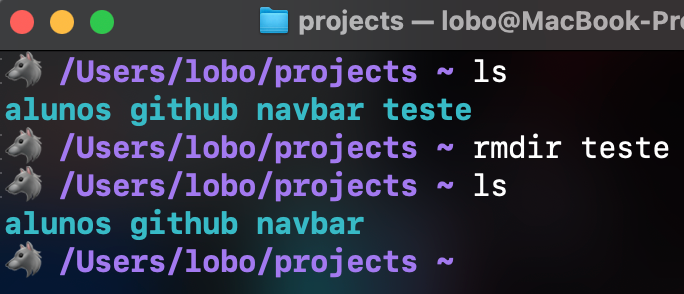 projects — lobo@MacBook-Pr
/Users/lobo/projects ~ ls
alunos github navbar teste
/Users/lobo/projects ~ rmdir teste
/Users/lobo/projects ~ ls
alunos github navbar
/Users/lobo/projects ~